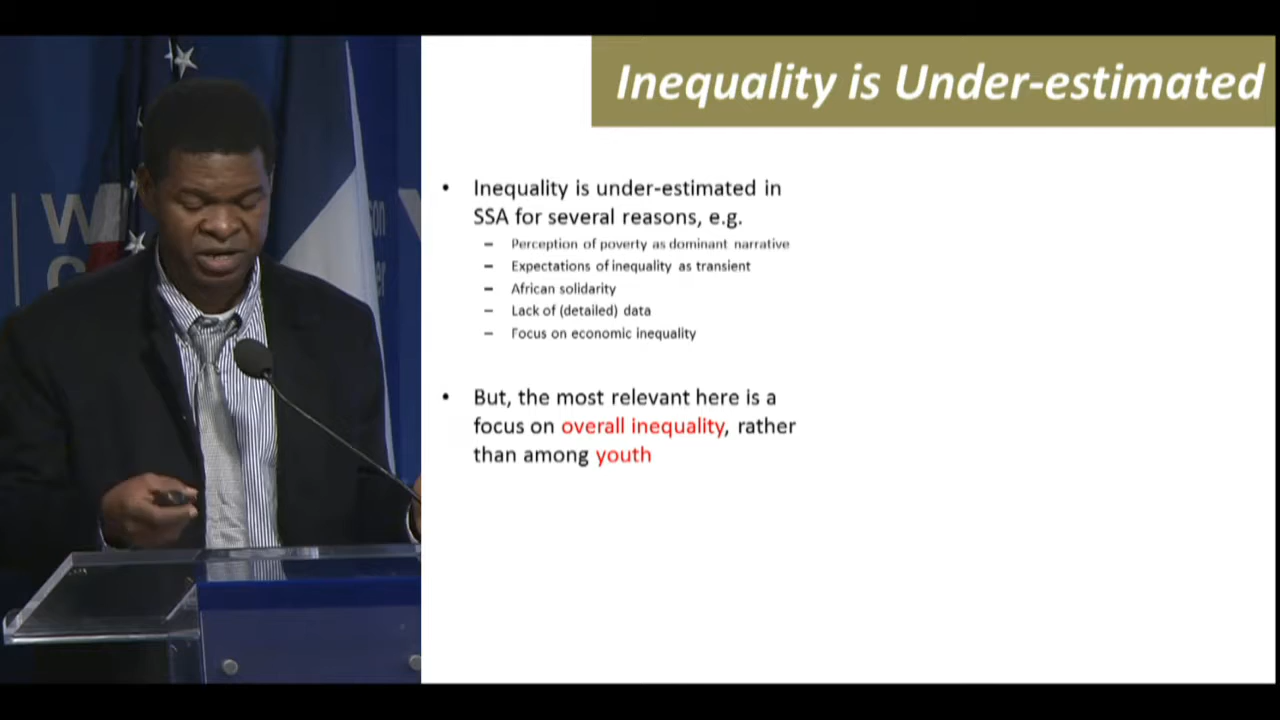 Inequality is Under-estimated
• Inequality is under-estimated in
SSA for several reasons, e.g.
– Perception of poverty as dominant narrative
– Expectations of inequality as transient
– African solidarity
– Lack of (detailed) data
– Focus on economic inequality
• But, the most relevant here is a
focus on overall inequality, rather
than among youth